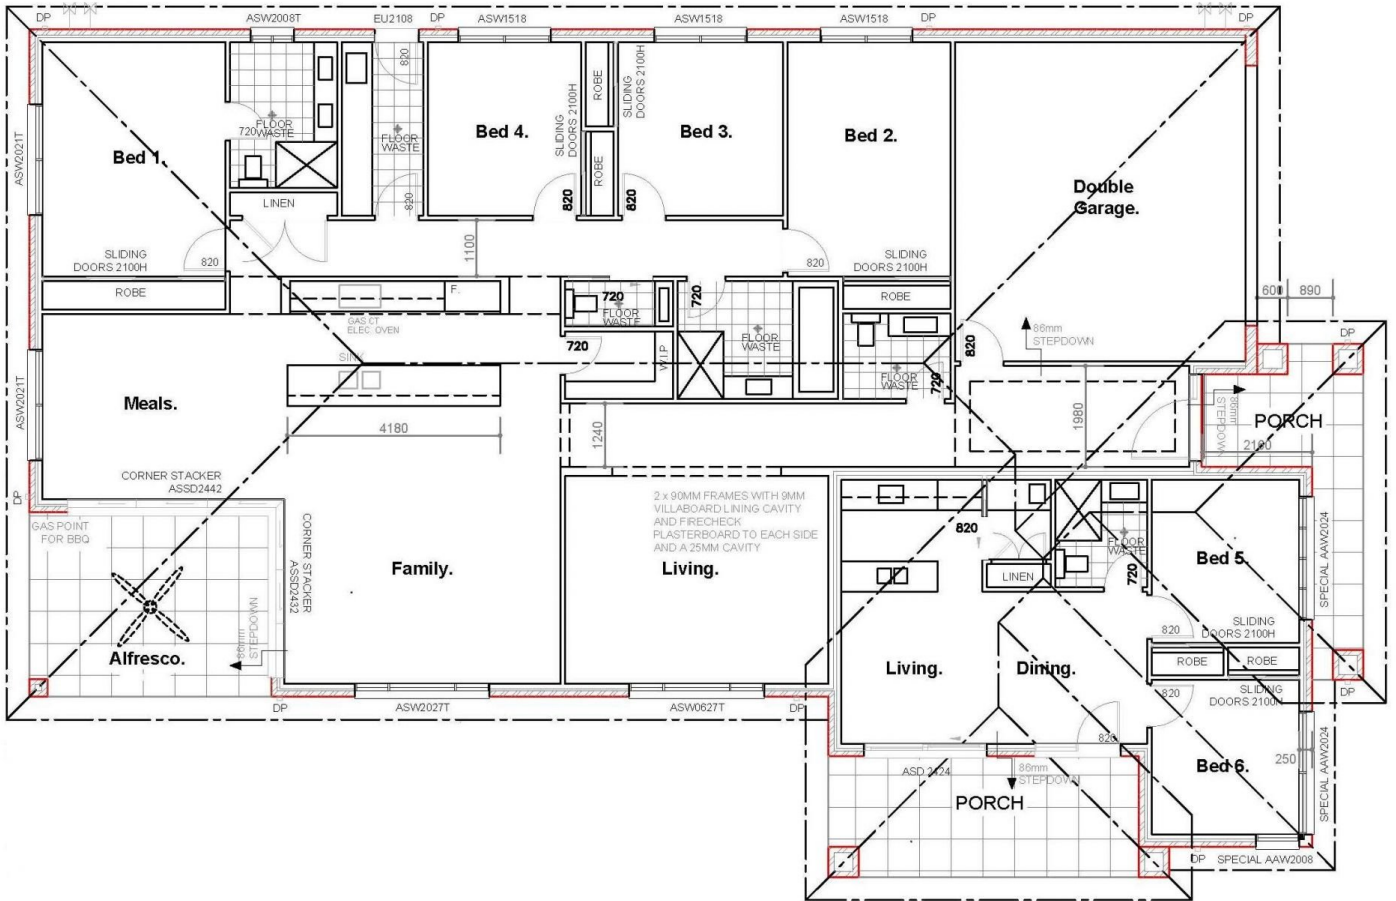 DP
ASW2008T
EU2108
DP
ASW1518
ASW1518
ASW1518
DP
DP
820
SLIDING
DOORS 2100H
ROBE
SLIDING
DOORS 2100H
720
FLOOR
WASTE
FLOOR
WASTE
Bed 4.
Bed 3.
Bed 2.
ASW2021T
Bed 1.
ROBE
820
820
820
Double
Garage.
LINEN
1100
SLIDING
DOORS 2100H
820
820
SLIDING
DOORS 2100H
ROBE
F.
720
FLOOR
WASTE
720
ROBE
600
890
GAS CT
ELEC. OVEN
SINK
720
W.I.P
FLOOR
WASTE
FLOOR
WASTE
720
820
86mm
STEPDOWN
DP
ASW2021T
Meals.
4180
1240
1980
86mm
STEPDOWN
PORCH
2190
CORNER STACKER
ASSD2442
DP
GAS POINT
FOR BBQ
CORNER STACKER
ASSD2432
2 x 90MM FRAMES WITH 9MM
VILLABOARD LINING CAVITY
AND FIRECHECK
PLASTERBOARD TO EACH SIDE
AND A 25MM CAVITY
820
FLOOR
WASTE
720
Bed 5.
SPECIAL AAW2024
Family.
Living.
LINEN
820
SLIDING
DOORS 2100H
86mm
STEPDOWN
Alfresco.
Living.
Dining.
ROBE
ROBE
820
SLIDING
DOORS 2100H
DP
DP
ASW2027T
ASW0627T
DP
820
ASD 2424
86mm
STEPDOWN
Bed 6.
250
SPECIAL AAW2024
PORCH
DP
SPECIAL AAW2008